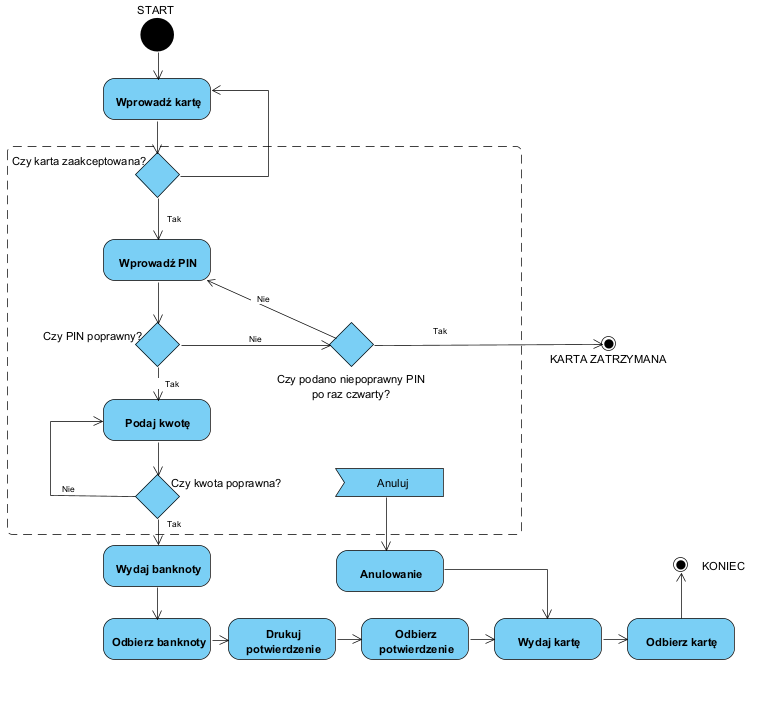 START
Wprowadź kartę
Czy karta zaakceptowana?
Tak
Wprowadź PIN
Nie
Czy PIN poprawny?
Nie
Tak
KARTA ZATRZYMANA
Czy podano niepoprawny PIN
po raz czwarty?
Tak
Podaj kwotę
Czy kwota poprawna?
Nie
Anuluj
Tak
Wydaj banknoty
Anulowanie
KONIEC
Odbierz banknoty
Drukuj
potwierdzenie
Odbierz
potwierdzenie
Wydaj kartę
Odbierz kartę